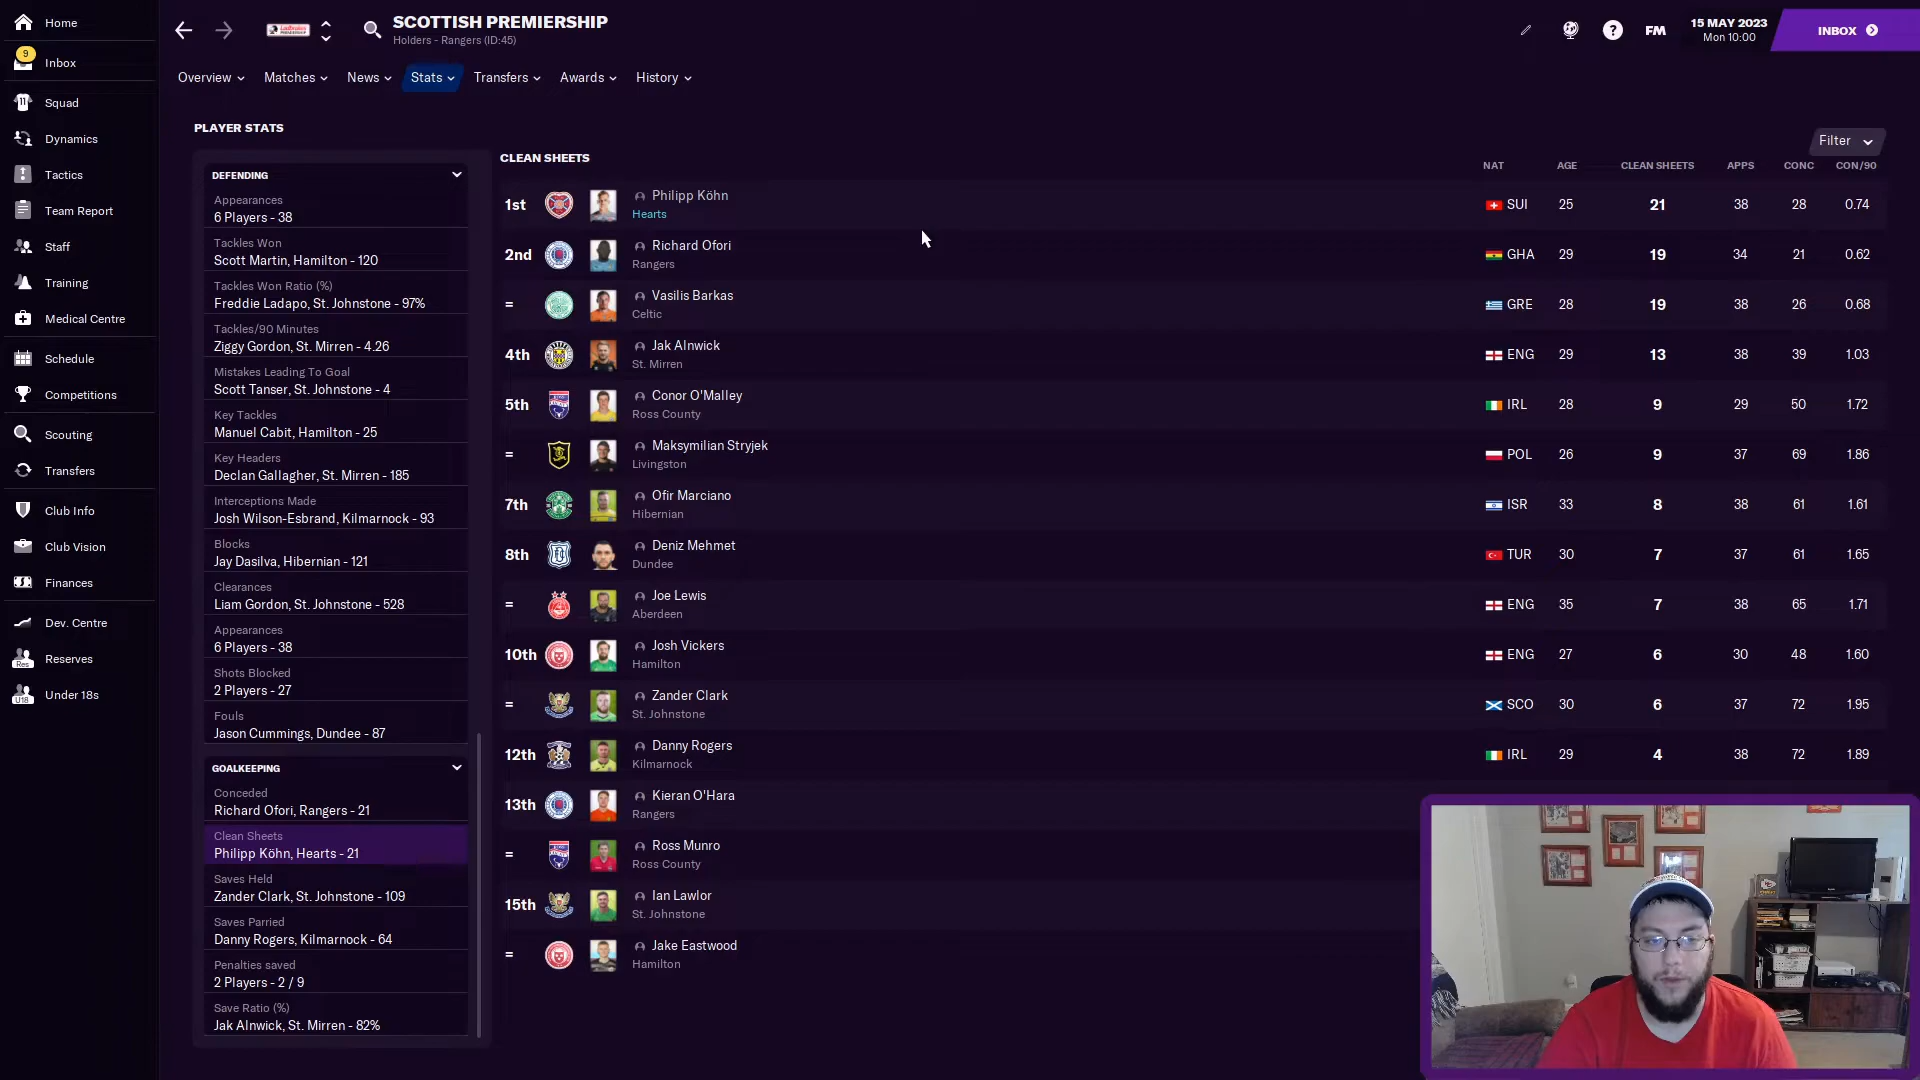 Home
9
Inbox
Squad
Dynamics
Tactics
Team Report
Staff
Training
Medical Centre
Schedule
Competitions
Scouting
Transfers
Club Info
Club Vision
Finances
Dev. Centre
Res
Reserves
U18
Under 18s
SCOTTISH PREMIERSHIP
Holders - Rangers (ID:45)
FM
15 MAY 2023
Mon 10:00
INBOX
Overview
Matches
News
Stats
Transfers
Awards
History
PLAYER STATS
Filter
DEFENDING
Appearances
6 Players - 38
Tackles Won
Scott Martin, Hamilton - 120
Tackles Won Ratio (%)
Freddie Ladapo, St. Johnstone - 97%
Tackles/90 Minutes
Ziggy Gordon, St. Mirren - 4.26
Mistakes Leading To Goal
Scott Tanser, St. Johnstone - 4
Key Tackles
Manuel Cabit, Hamilton - 25
Key Headers
Declan Gallagher, St. Mirren - 185
Interceptions Made
Josh Wilson-Esbrand, Kilmarnock - 93
Blocks
Jay Dasilva, Hibernian - 121
Clearances
Liam Gordon, St. Johnstone - 528
Appearances
6 Players - 38
Shots Blocked
2 Players - 27
Fouls
Jason Cummings, Dundee - 87
GOALKEEPING
Conceded
Richard Ofori, Rangers - 21
Clean Sheets
Philipp Köhn, Hearts - 21
Saves Held
Zander Clark, St. Johnstone - 109
Saves Parried
Danny Rogers, Kilmarnock - 64
Penalties saved
2 Players - 2 / 9
Save Ratio (%)
Jak Alnwick, St. Mirren - 82%
CLEAN SHEETS NAT AGE CLEAN SHEETS APPS CONC CON/90
1st Philipp Köhn Hearts SUI 25 21 38 28 0.74
2nd Richard Ofori Rangers GHA 29 19 34 21 0.62
= Vasilis Barkas Celtic GRE 28 19 38 26 0.68
4th Jak Alnwick St. Mirren ENG 29 13 38 39 1.03
5th Conor O'Malley Ross County IRL 28 9 29 50 1.72
= Maksymilian Stryjek Livingston POL 26 9 37 69 1.86
7th Ofir Marciano Hibernian ISR 33 8 38 61 1.61
8th Deniz Mehmet Dundee TUR 30 7 37 61 1.65
= Joe Lewis Aberdeen ENG 35 7 38 65 1.71
10th Josh Vickers Hamilton ENG 27 6 30 48 1.60
= Zander Clark St. Johnstone SCO 30 6 37 72 1.95
12th Danny Rogers Kilmarnock IRL 29 4 38 72 1.89
13th Kieran O'Hara Rangers
= Ross Munro Ross County
15th Ian Lawlor St. Johnstone
= Jake Eastwood Hamilton